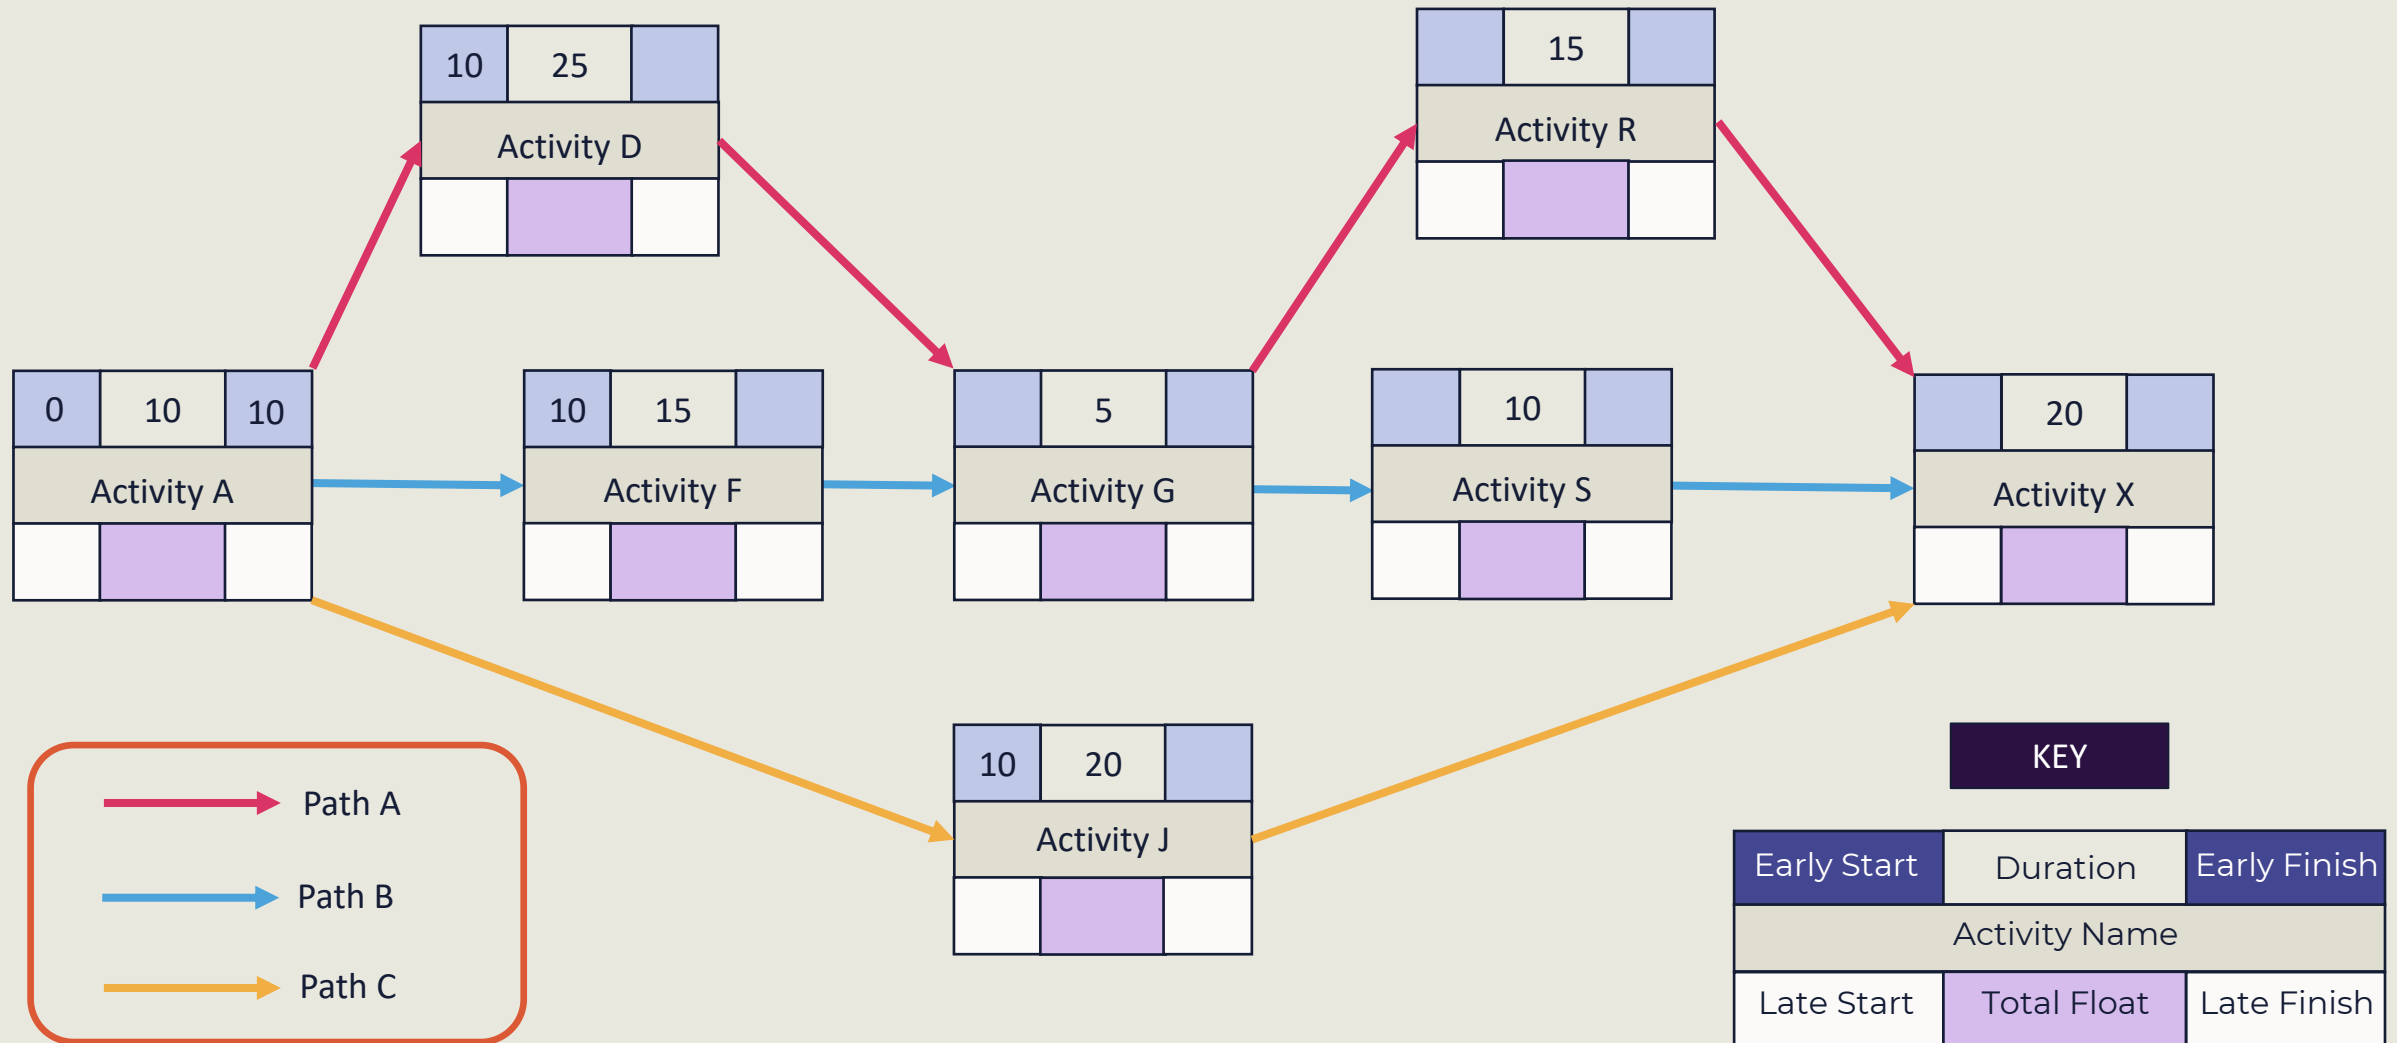 15
10 25
Activity R
Activity D
0 10 10
10 15
5
10
20
Activity A
Activity F
Activity G
Activity S
Activity X
10 20
KEY
Path A
Activity J
Early Start Duration Early Finish
Path B
Activity Name
Path C
Late Start Total Float Late Finish